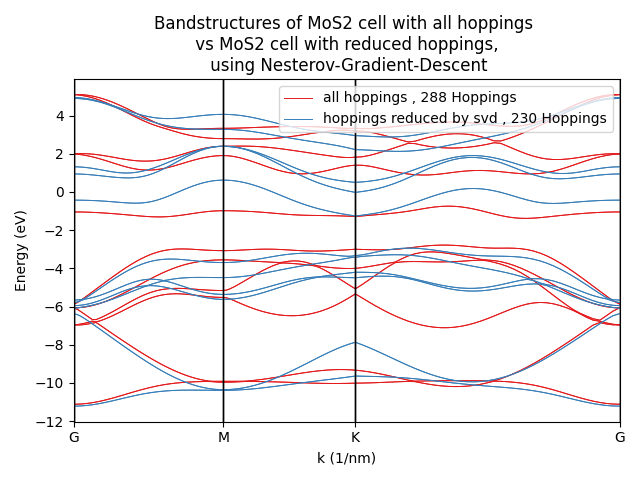 Bandstructures of MoS2 cell with all hoppings
vs MoS2 cell with reduced hoppings,
using Nesterov-Gradient-Descent
all hoppings , 288 Hoppings
hoppings reduced by svd , 230 Hoppings
Energy (eV)
4
2
0
−2
−4
−6
−8
−10
−12
G
M
K
G
k (1/nm)